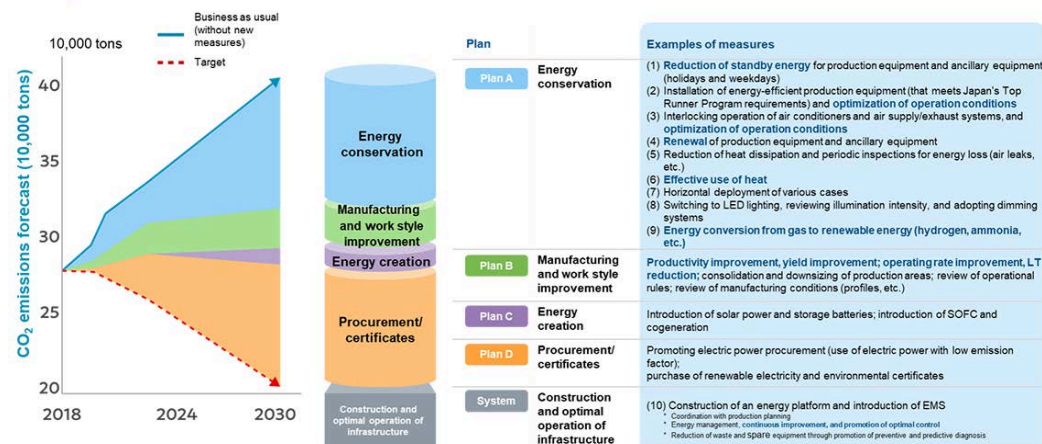 Business as usual
(without new
measures)
Target
10,000 tons
CO2 emissions forecast (10,000 tons)
40
35
30
25
20
2018
2024
2030
Energy
conservation
Manufacturing
and work style
improvement
Energy creation
Procurement/
certificates
Construction and
optimal operation of
infrastructure
Plan
Examples of measures
Plan A
Energy
conservation
(1) Reduction of standby energy for production equipment and ancillary equipment
(holidays and weekdays)
(2) Installation of energy-efficient production equipment (that meets Japan's Top
Runner Program requirements) and optimization of operation conditions
(3) Interlocking operation of air conditioners and air supply/exhaust systems, and
optimization of operation conditions
(4) Renewal of production equipment and ancillary equipment
(5) Reduction of heat dissipation and periodic inspections for energy loss (air leaks,
etc.)
(6) Effective use of heat
(7) Horizontal deployment of various cases
(8) Switching to LED lighting, reviewing illumination intensity, and adopting dimming
systems
(9) Energy conversion from gas to renewable energy (hydrogen, ammonia,
etc.)
Plan B
Manufacturing
and work style
improvement
Productivity improvement, yield improvement; operating rate improvement, LT
reduction; consolidation and downsizing of production areas; review of operational
rules; review of manufacturing conditions (profiles, etc.)
Plan C
Energy
creation
Introduction of solar power and storage batteries; introduction of SOFC and
cogeneration
Plan D
Procurement/
certificates
Promoting electric power procurement (use of electric power with low emission
factor);
purchase of renewable electricity and environmental certificates
System
Construction
and optimal
operation of
infrastructure
(10) Construction of an energy platform and introduction of EMS
* Coordination with production planning
* Energy management, continuous improvement, and promotion of optimal control
* Reduction of waste and spare equipment through promotion of preventive and predictive diagnosis